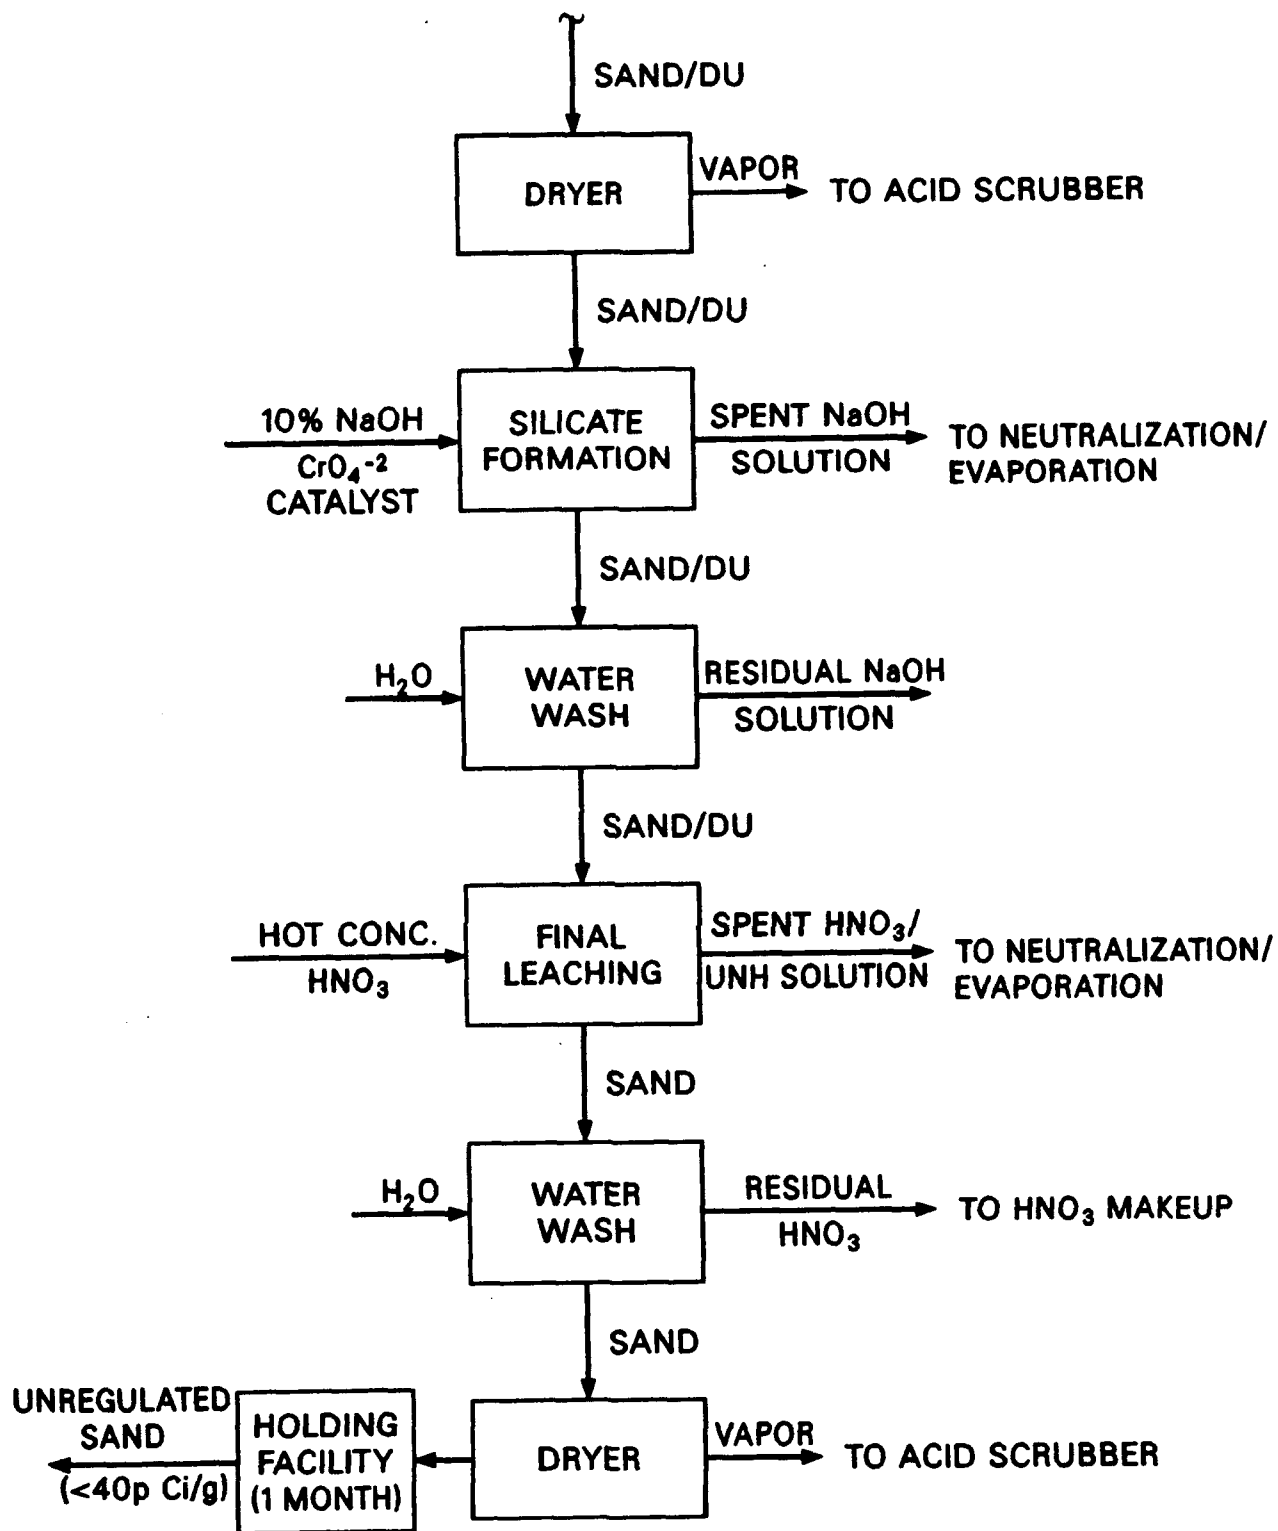 SAND/DU
DRYER
VAPOR
TO ACID SCRUBBER
SAND/DU
10% NaOH
CrO₄⁻²
CATALYST
SILICATE
FORMATION
SPENT NaOH
SOLUTION
TO NEUTRALIZATION/
EVAPORATION
SAND/DU
H₂O
WATER
WASH
RESIDUAL NaOH
SOLUTION
SAND/DU
HOT CONC.
HNO₃
FINAL
LEACHING
SPENT HNO₃/
UNH SOLUTION
TO NEUTRALIZATION/
EVAPORATION
SAND
H₂O
WATER
WASH
RESIDUAL
HNO₃
TO HNO₃ MAKEUP
SAND
UNREGULATED
SAND
(<40p Ci/g)
HOLDING
FACILITY
(1 MONTH)
DRYER
VAPOR
TO ACID SCRUBBER